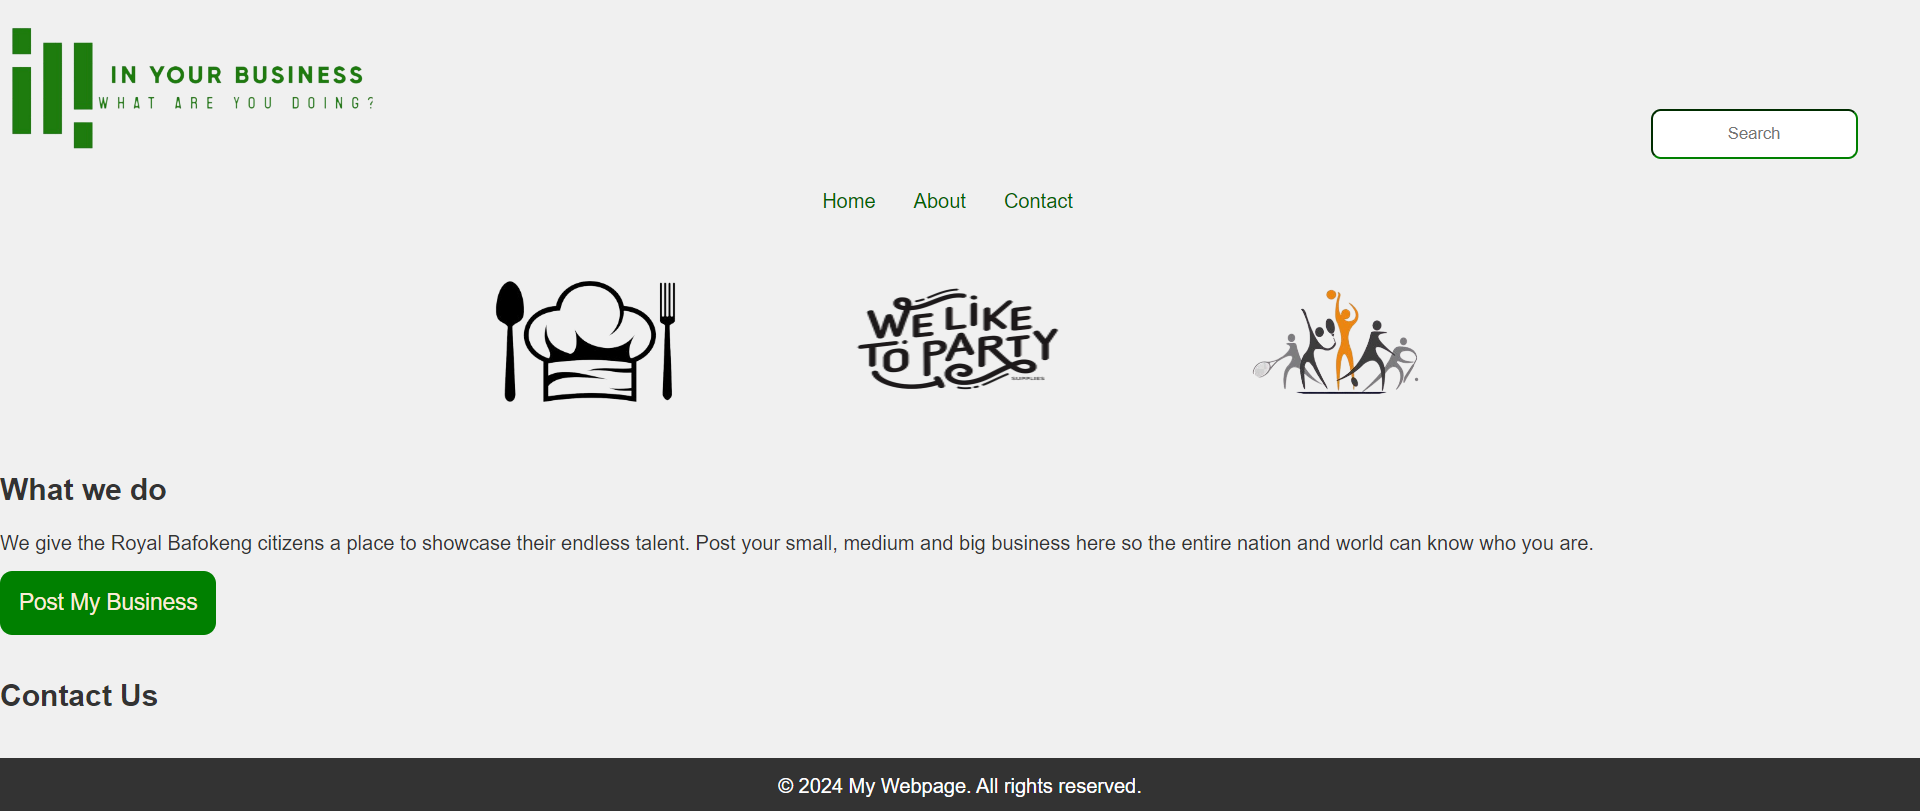 IN YOUR BUSINESS
WHAT ARE YOU DOING?
Search
Home About Contact
WE LIKE
TO PARTY
What we do
We give the Royal Bafokeng citizens a place to showcase their endless talent. Post your small, medium and big business here so the entire nation and world can know who you are.
Post My Business
Contact Us
© 2024 My Webpage. All rights reserved.